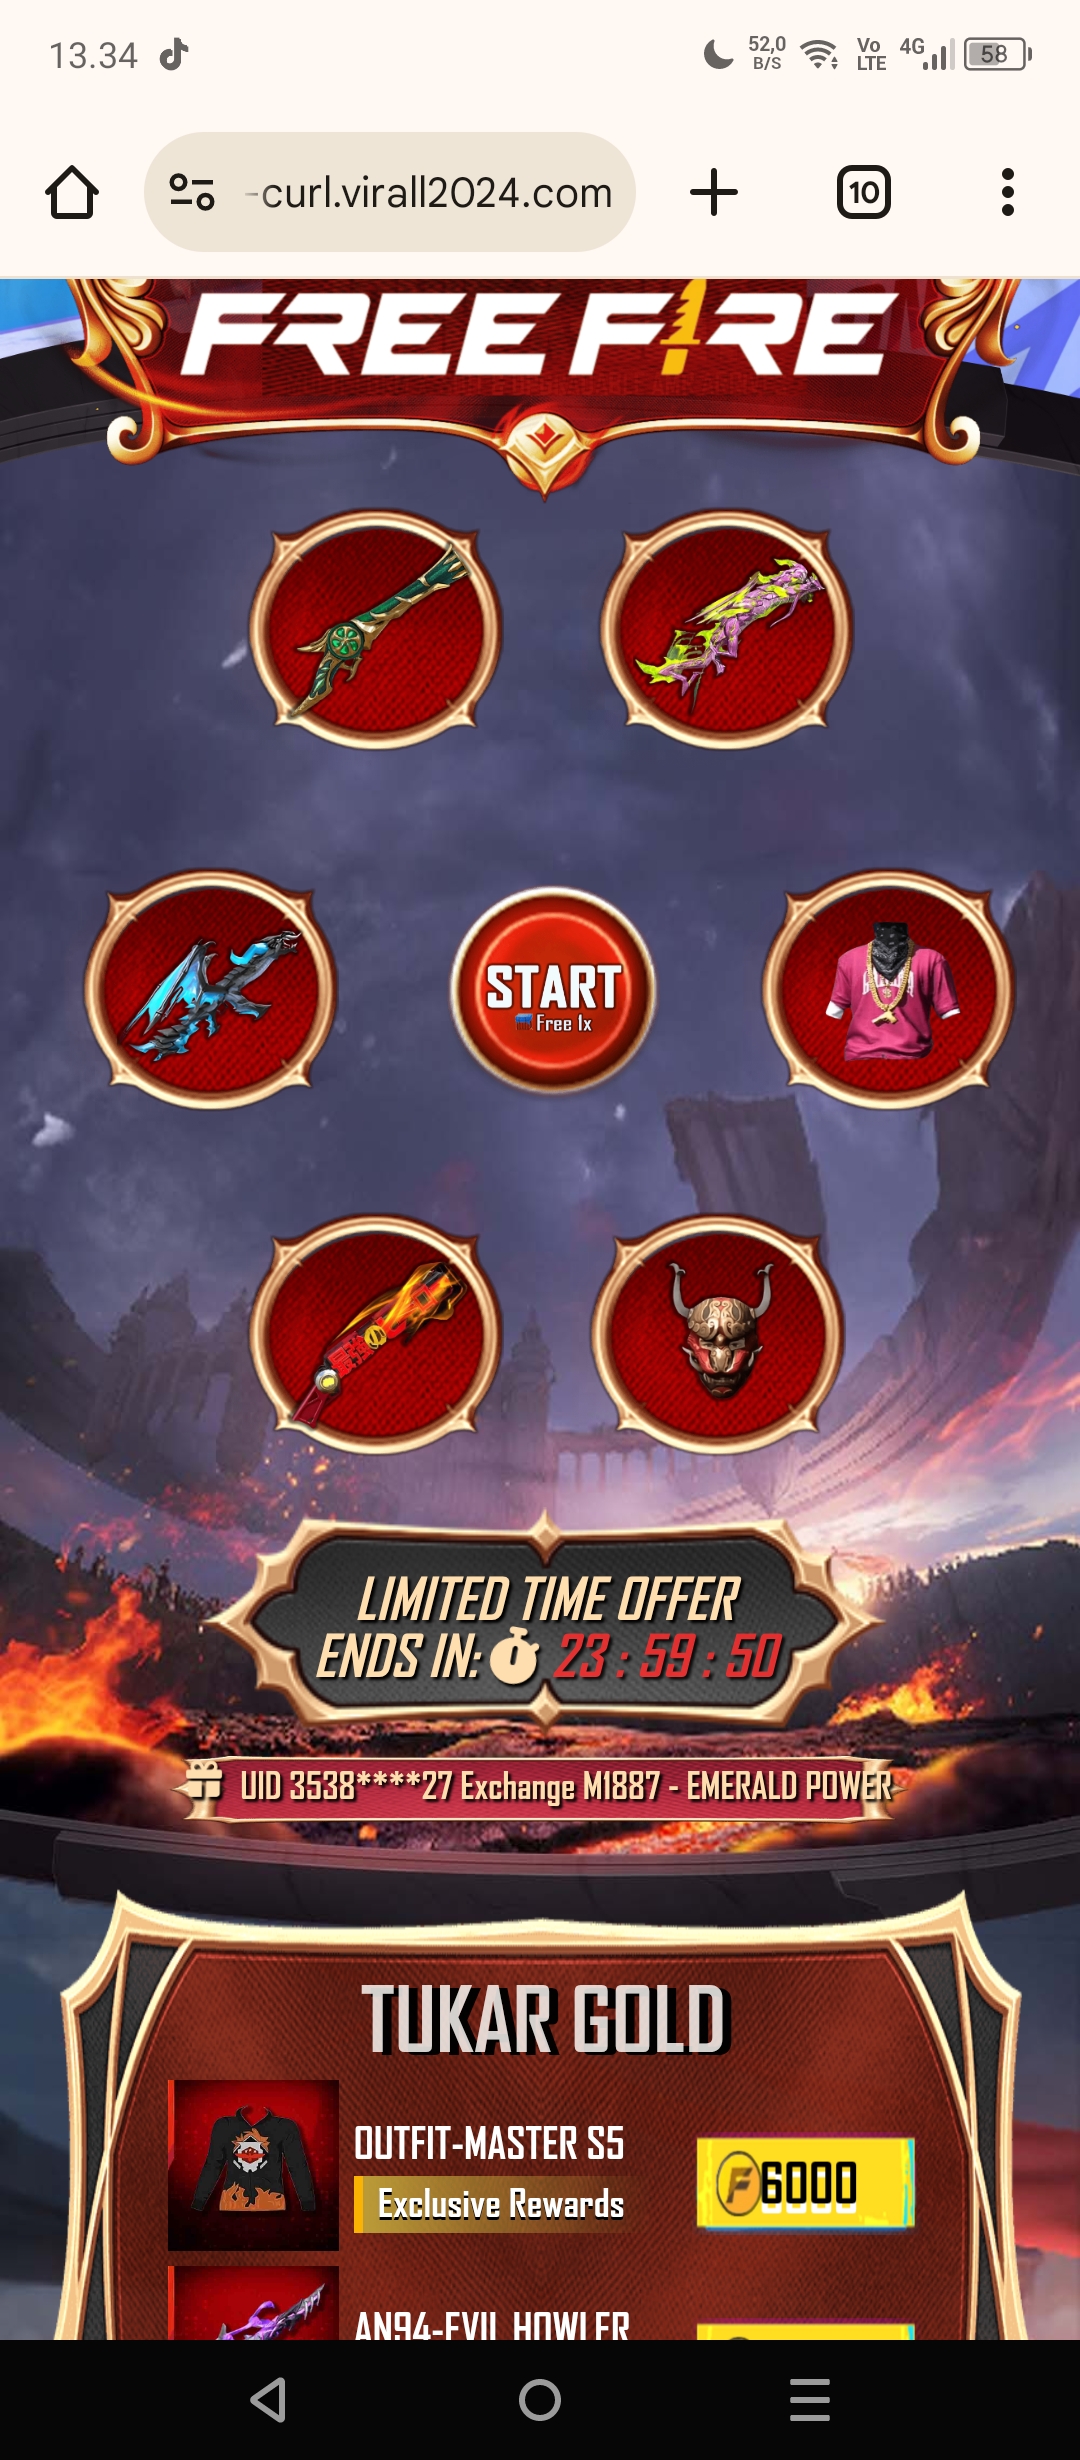 13.34
52,0
B/S
Vo
LTE
4G
58
-curl.virall2024.com
10
FREE FIRE
START
Free 1x
LIMITED TIME OFFER
ENDS IN: 23 : 59 : 50
UID 3538****27 Exchange M1887 - EMERALD POWER
TUKAR GOLD
OUTFIT-MASTER S5
Exclusive Rewards
6000
AN94-EVIL HOWLER